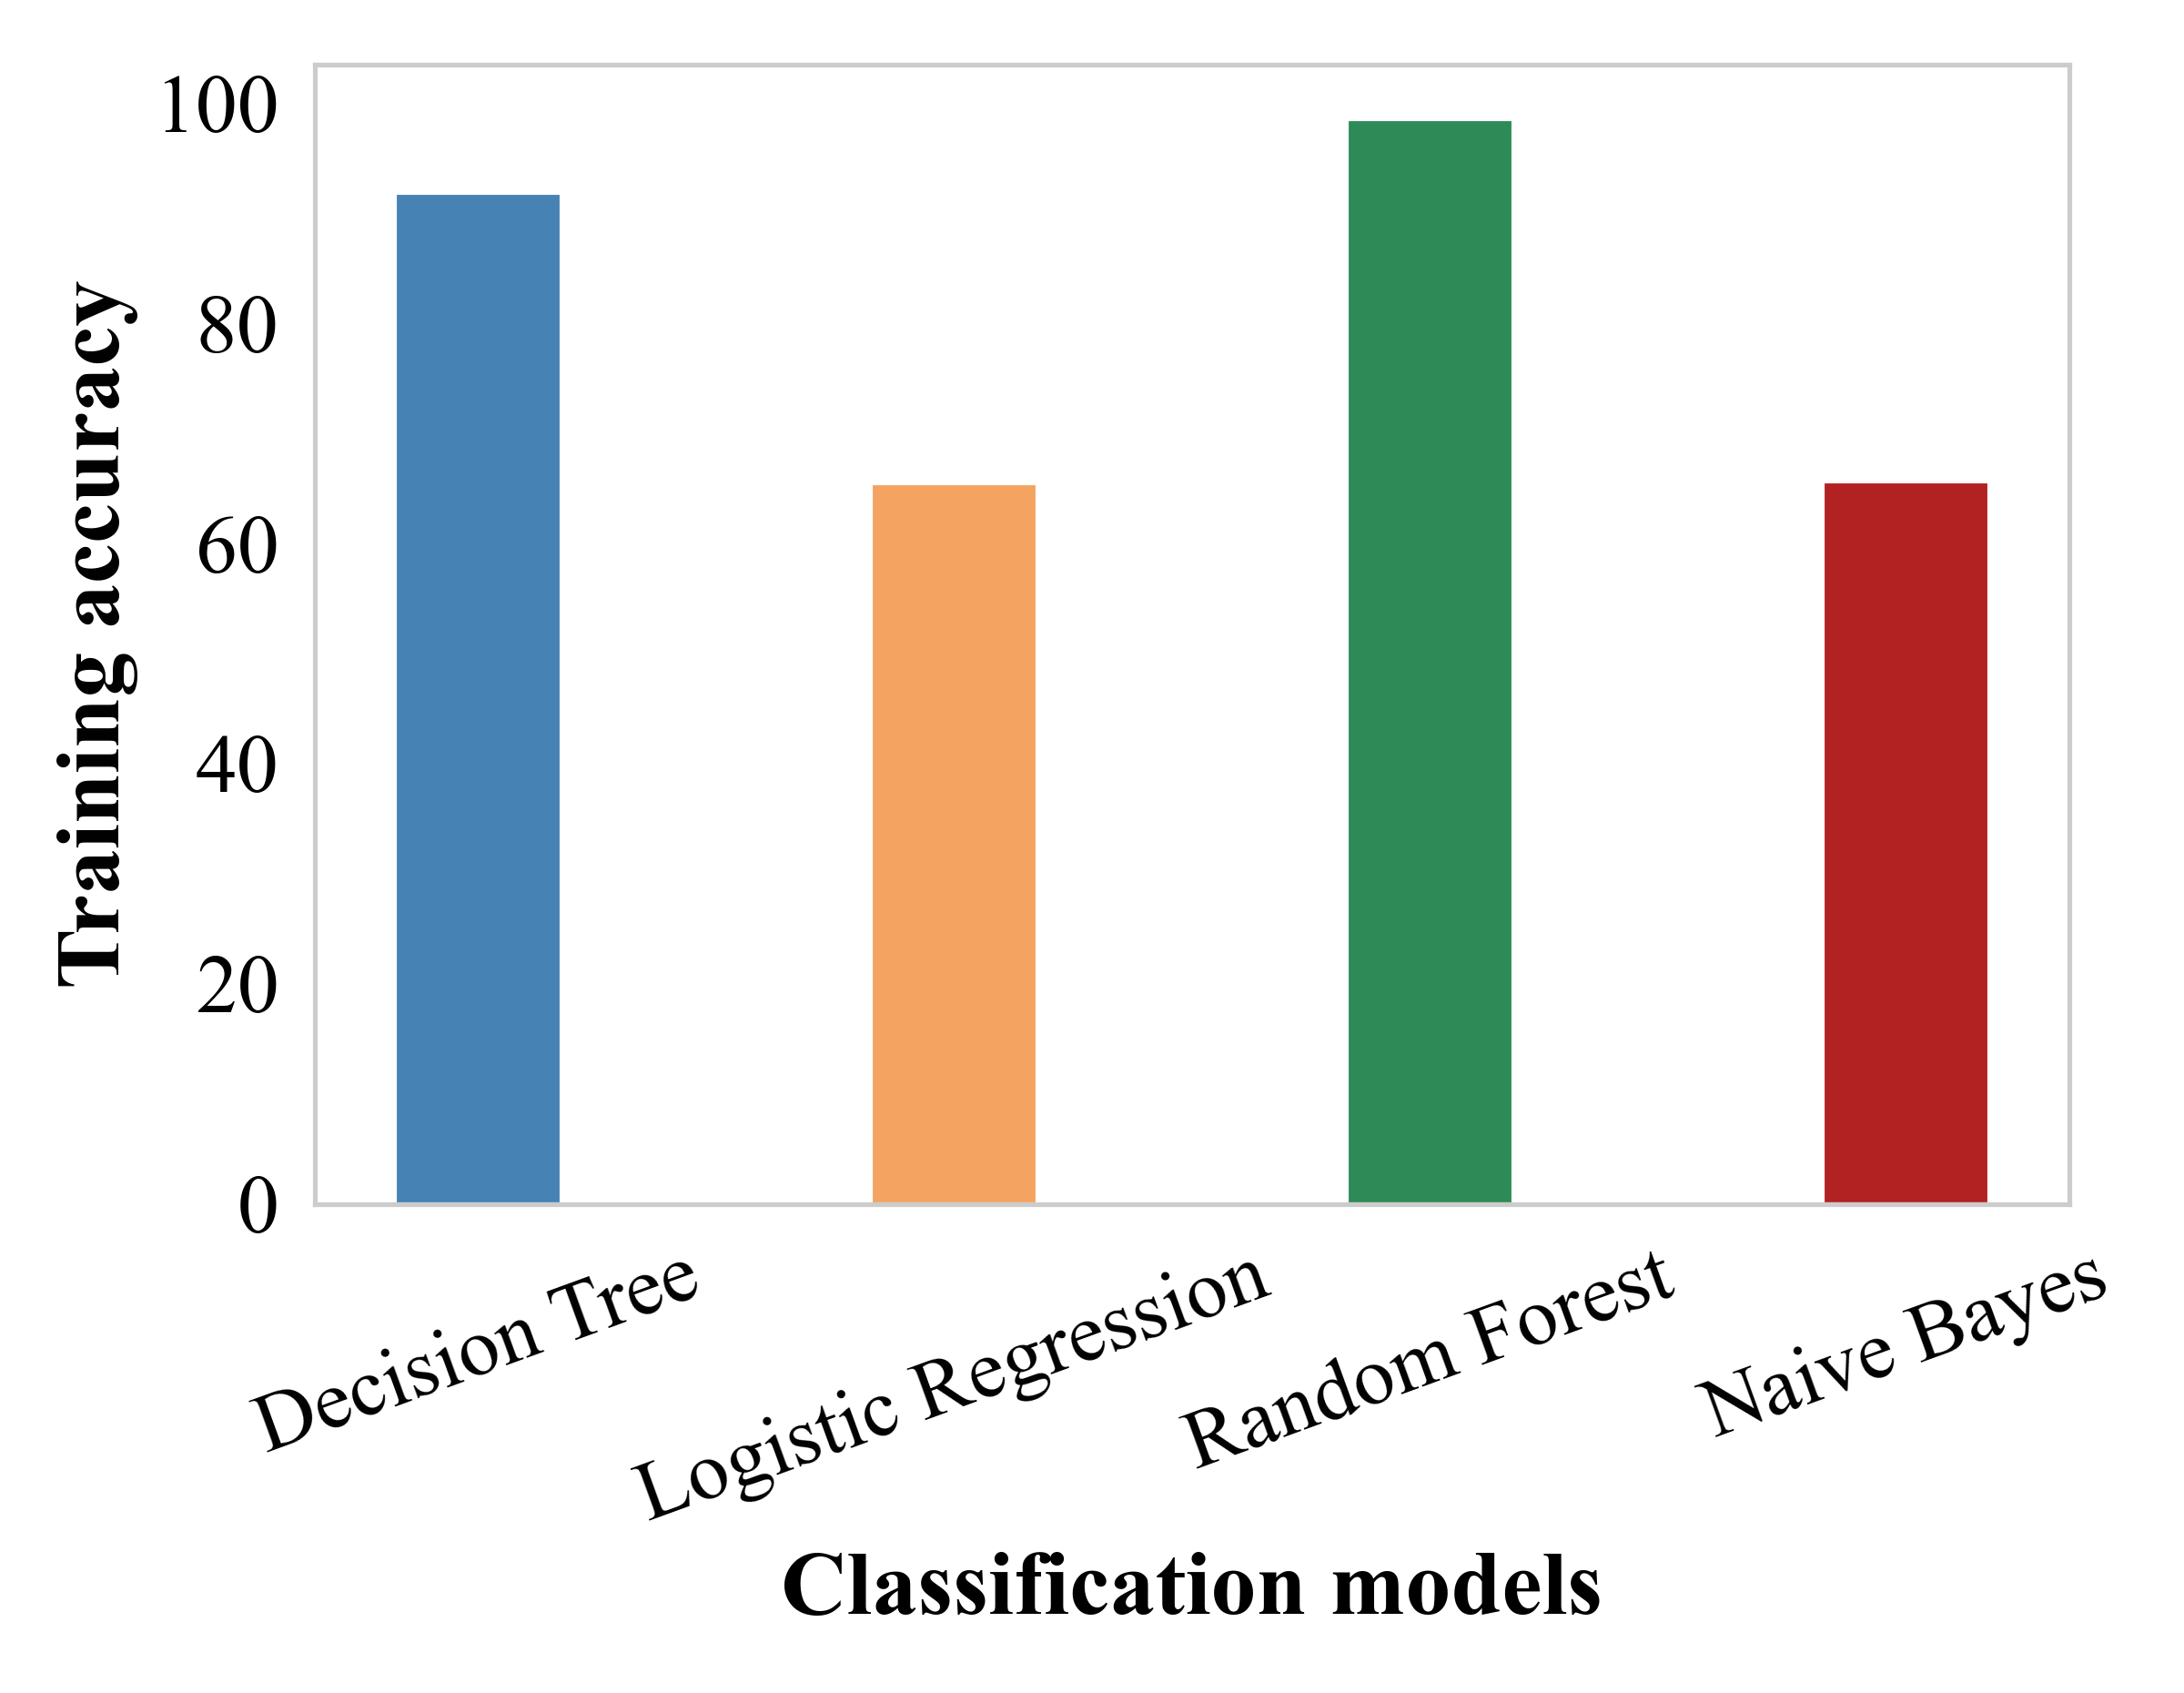 Training accuracy
100
80
60
40
20
0
Decision Tree
Logistic Regression
Random Forest
Naive Bayes
Classification models